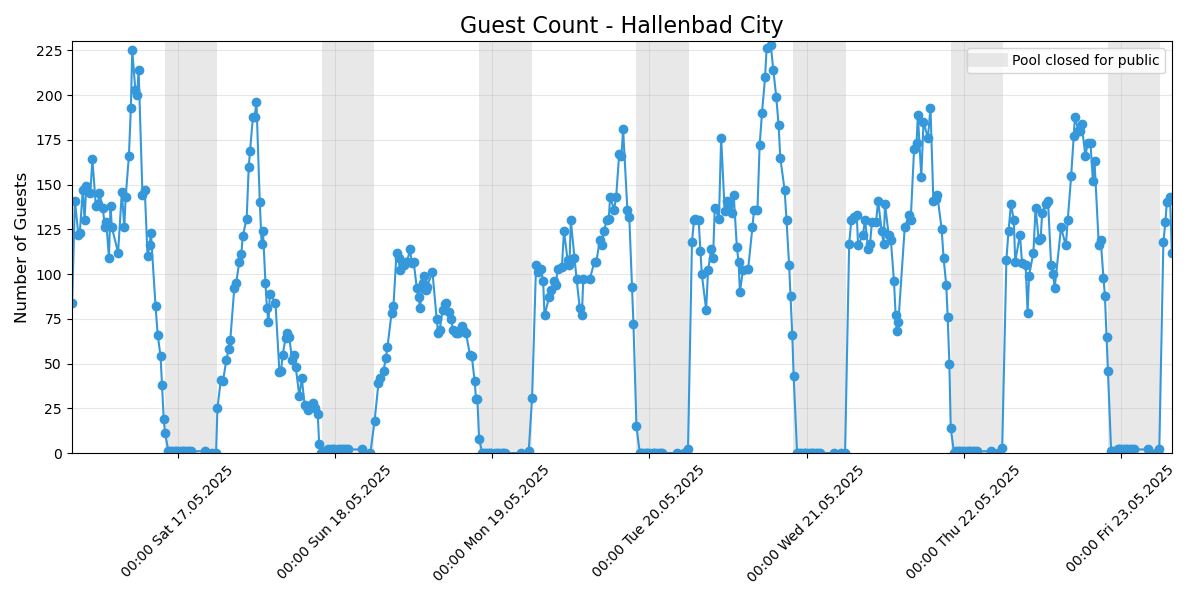 Guest Count - Hallenbad City
Number of Guests
225
200
175
150
125
100
75
50
25
0
Pool closed for public
00:00 Sat 17.05.2025
00:00 Sun 18.05.2025
00:00 Mon 19.05.2025
00:00 Tue 20.05.2025
00:00 Wed 21.05.2025
00:00 Thu 22.05.2025
00:00 Fri 23.05.2025